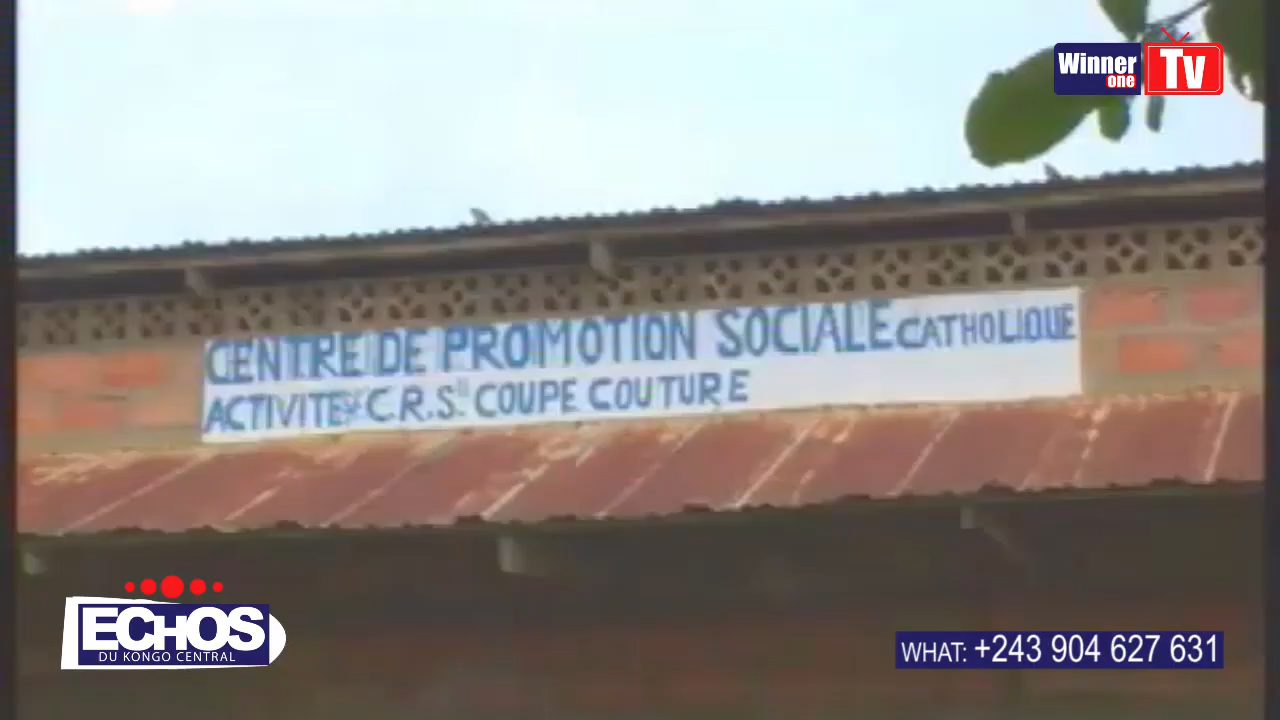 Winner
one
Tv
CENTRE DE PROMOTION SOCIALE CATHOLIQUE
ACTIVITE C.R.S. COUPE COUTURE
ECHOS
DU KONGO CENTRAL
WHAT: +243 904 627 631